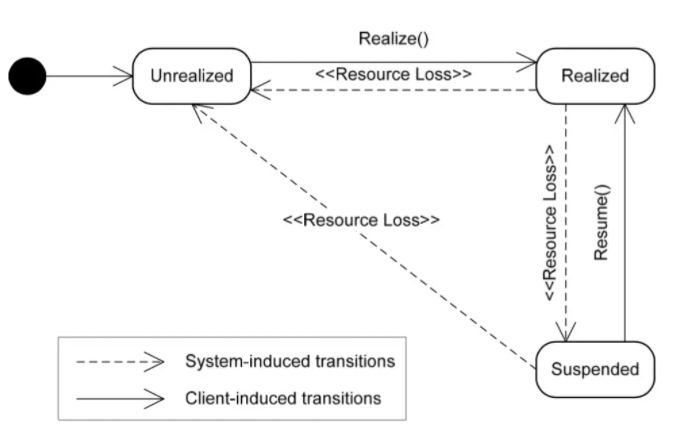 Realize()
Unrealized
<<Resource Loss>>
Realized
<<Resource Loss>>
Resume()
<<Resource Loss>>
Suspended
System-induced transitions
Client-induced transitions